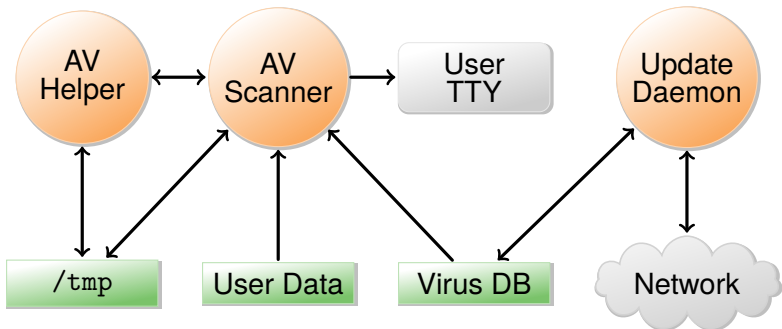 AV
Helper
AV
Scanner
User
TTY
Update
Daemon
/tmp
User Data
Virus DB
Network